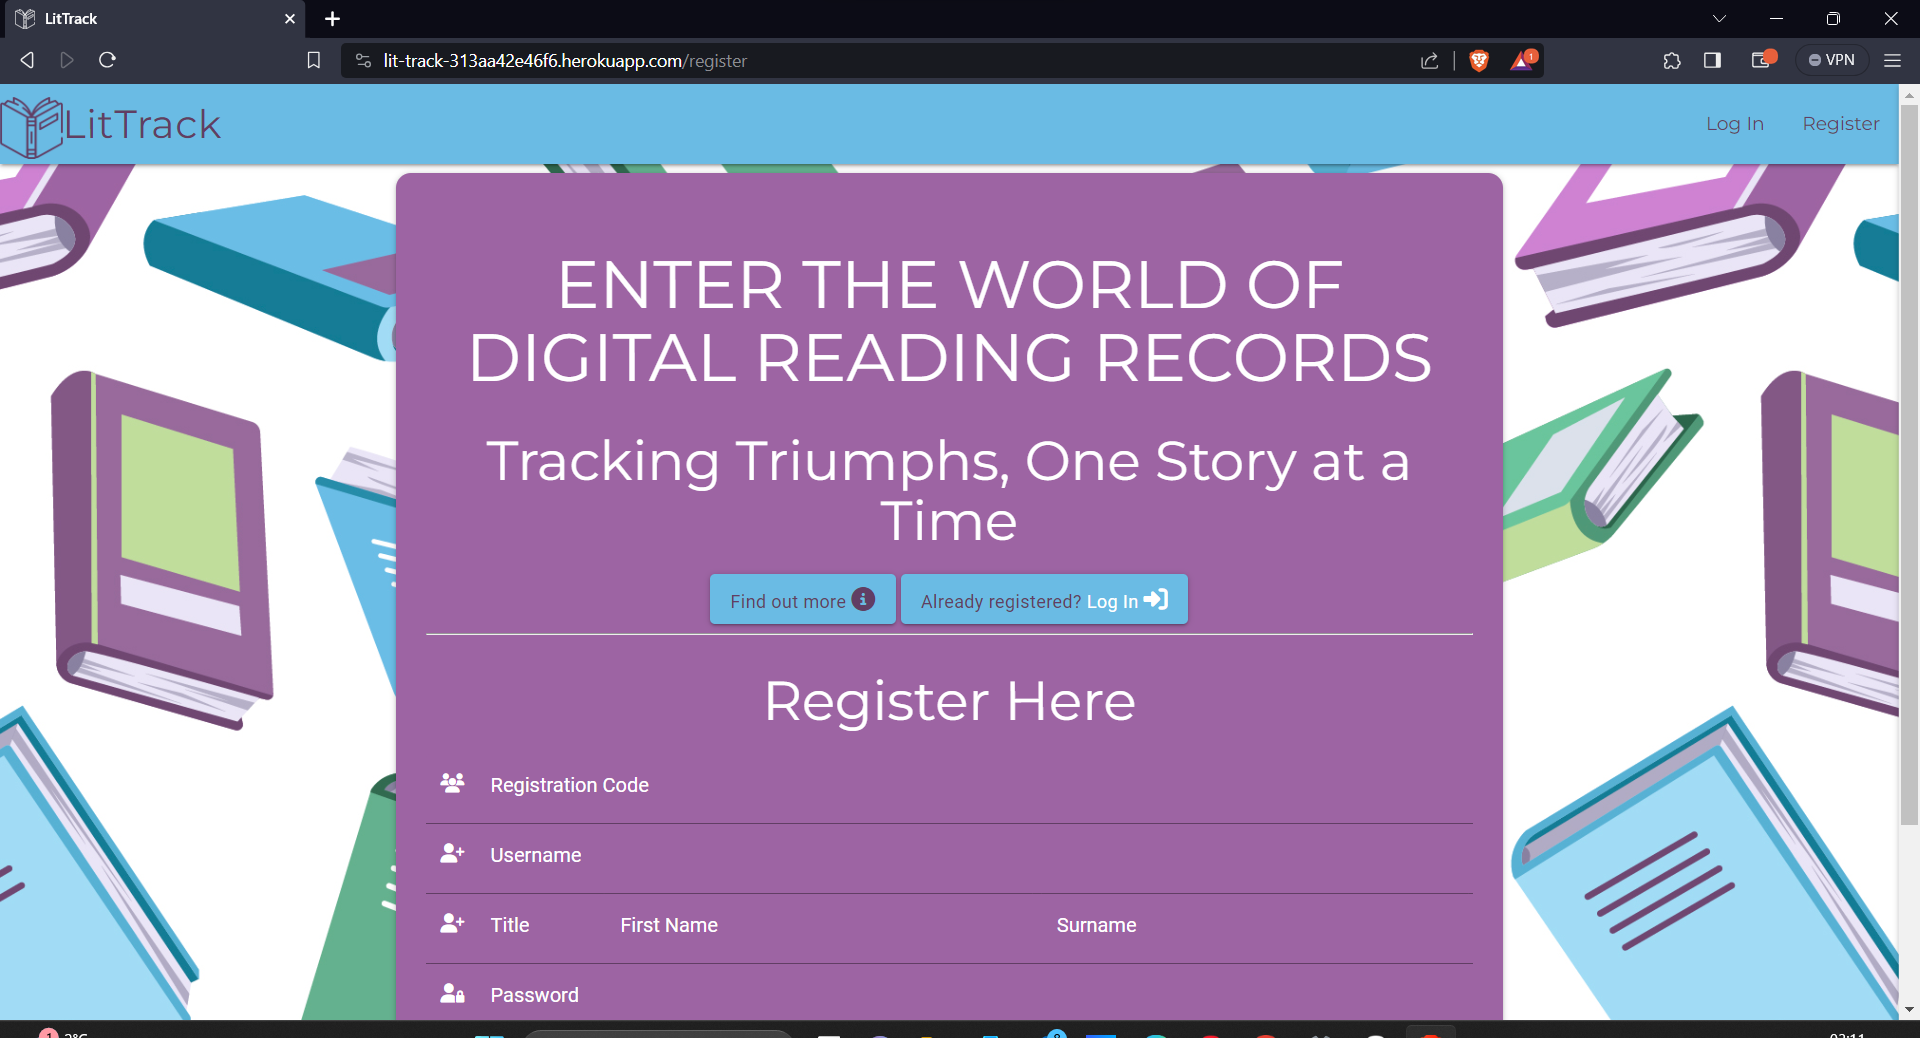 LitTrack
lit-track-313aa42e46f6.herokuapp.com/register
1
VPN
LitTrack
Log In
Register
ENTER THE WORLD OF
DIGITAL READING RECORDS
Tracking Triumphs, One Story at a
Time
Find out more
Already registered? Log In
Register Here
Registration Code
Username
Title First Name Surname
Password